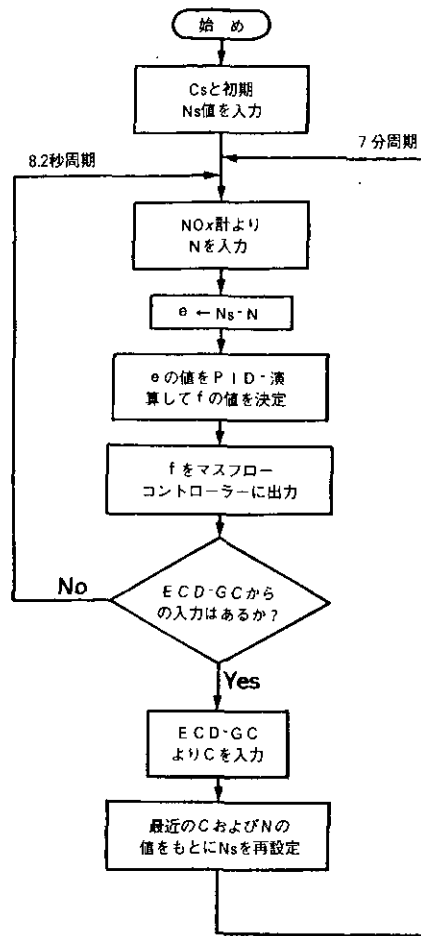 始め
Csと初期
Ns値を入力
8.2秒周期
7分周期
NOx計より
Nを入力
e ← Ns-N
eの値をPID-演
算してfの値を決定
fをマスフロー
コントローラーに出力
ECD-GCから
の入力はあるか?
No
Yes
ECD-GC
よりCを入力
最近のCおよびNの
値をもとにNsを再設定